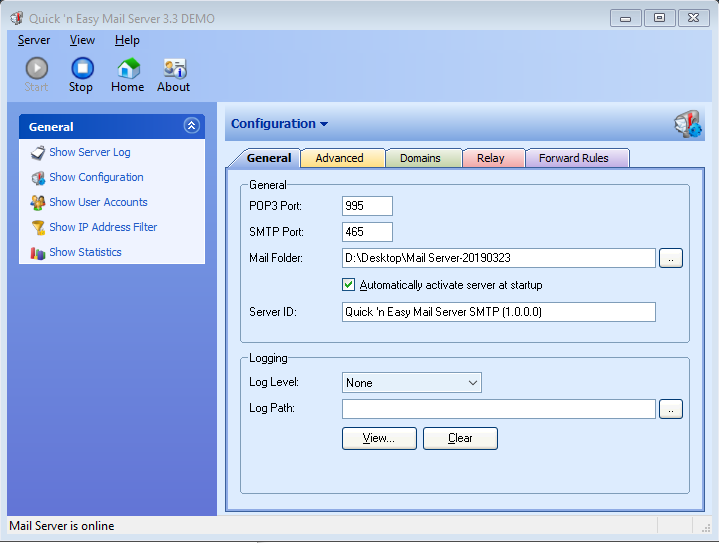 Quick 'n Easy Mail Server 3.3 DEMO
Server View Help
Start Stop Home About
General
Show Server Log
Show Configuration
Show User Accounts
Show IP Address Filter
Show Statistics
Configuration
General Advanced Domains Relay Forward Rules
General
POP3 Port: 995
SMTP Port: 465
Mail Folder: D:\Desktop\Mail Server-20190323 ..
Automatically activate server at startup
Server ID: Quick 'n Easy Mail Server SMTP (1.0.0.0)
Logging
Log Level: None
Log Path: ..
View... Clear
Mail Server is online